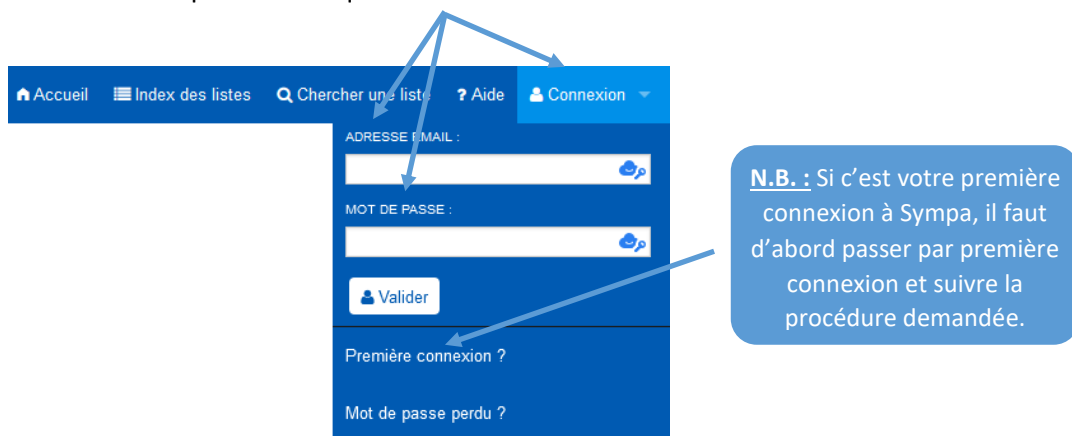 Accueil Index des listes Chercher une liste ? Aide Connexion
ADRESSE EMAIL :
MOT DE PASSE :
Valider
Première connexion ?
Mot de passe perdu ?
N.B. : Si c’est votre première
connexion à Sympa, il faut
d’abord passer par première
connexion et suivre la
procédure demandée.